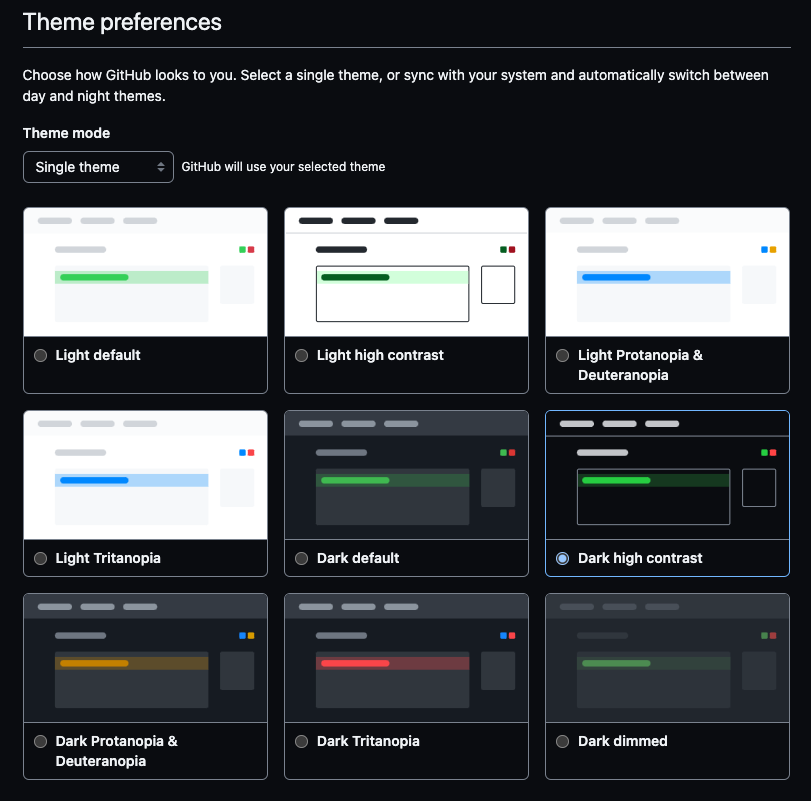 Theme preferences
Choose how GitHub looks to you. Select a single theme, or sync with your system and automatically switch between
day and night themes.
Theme mode
Single theme
GitHub will use your selected theme
Light default
Light high contrast
Light Protanopia &
Deuteranopia
Light Tritanopia
Dark default
Dark high contrast
Dark Protanopia &
Deuteranopia
Dark Tritanopia
Dark dimmed